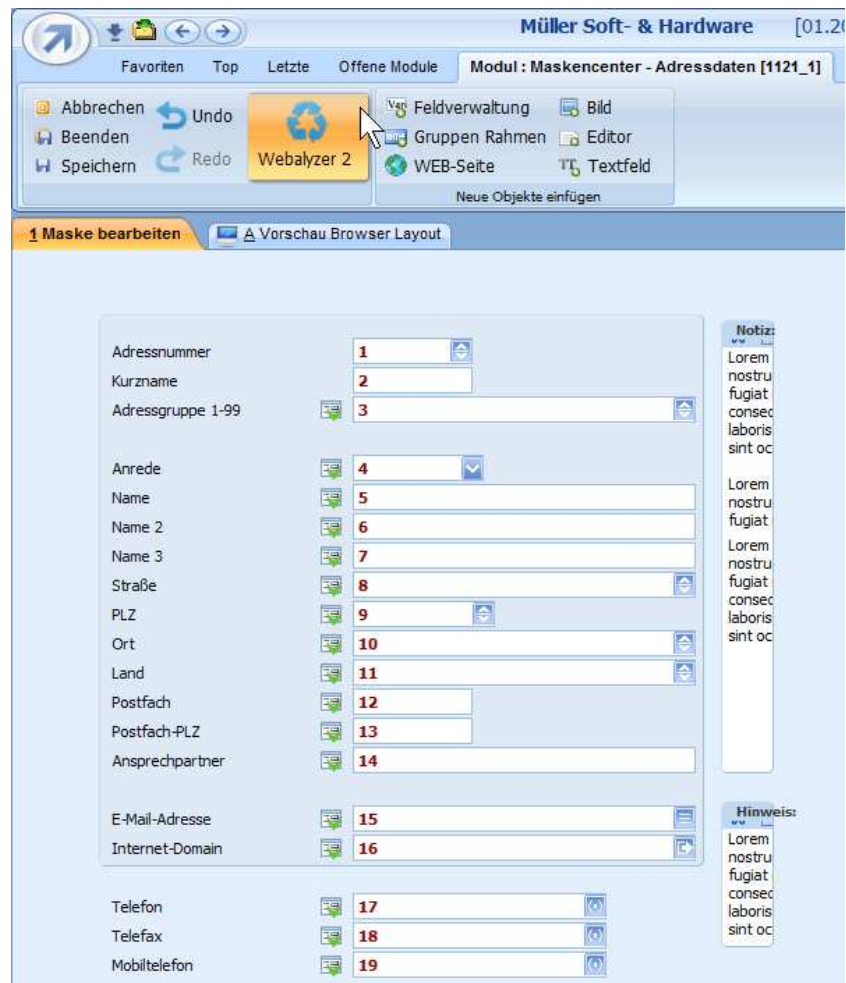 Müller Soft- & Hardware [01.20
Favoriten Top Letzte Offene Module Modul : Maskencenter - Adressdaten [1121_1]
Abbrechen Undo Webalyzer 2 Feldverwaltung Bild
Beenden Gruppen Rahmen Editor
Speichern Redo WEB-Seite Textfeld
Neue Objekte einfügen
1 Maske bearbeiten A Vorschau Browser Layout
Adressnummer 1
Kurzname 2
Adressgruppe 1-99 3
Anrede 4
Name 5
Name 2 6
Name 3 7
Straße 8
PLZ 9
Ort 10
Land 11
Postfach 12
Postfach-PLZ 13
Ansprechpartner 14
E-Mail-Adresse 15
Internet-Domain 16
Telefon 17
Telefax 18
Mobiltelefon 19
Notiz:
Lorem
nostru
fugiat
consec
laboris
sint oc
Lorem
nostru
fugiat
Lorem
nostru
fugiat
consec
laboris
sint oc
Hinweis:
Lorem
nostru
fugiat
consec
laboris
sint oc